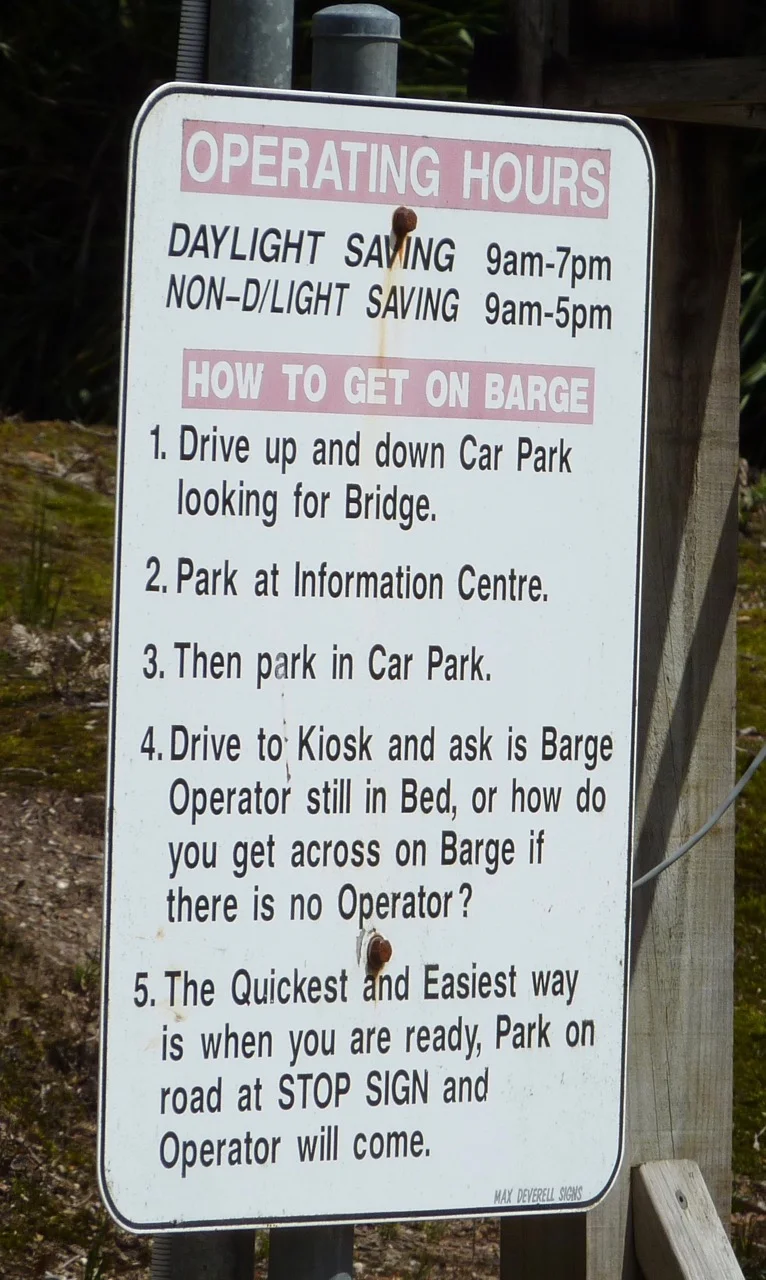 OPERATING HOURS
DAYLIGHT SAVING 9am-7pm
NON-D/LIGHT SAVING 9am-5pm
HOW TO GET ON BARGE
1. Drive up and down Car Park
looking for Bridge.
2. Park at Information Centre.
3. Then park in Car Park.
4. Drive to Kiosk and ask is Barge
Operator still in Bed, or how do
you get across on Barge if
there is no Operator?
5. The Quickest and Easiest way
is when you are ready, Park on
road at STOP SIGN and
Operator will come.
MAX DEVERELL SIGNS